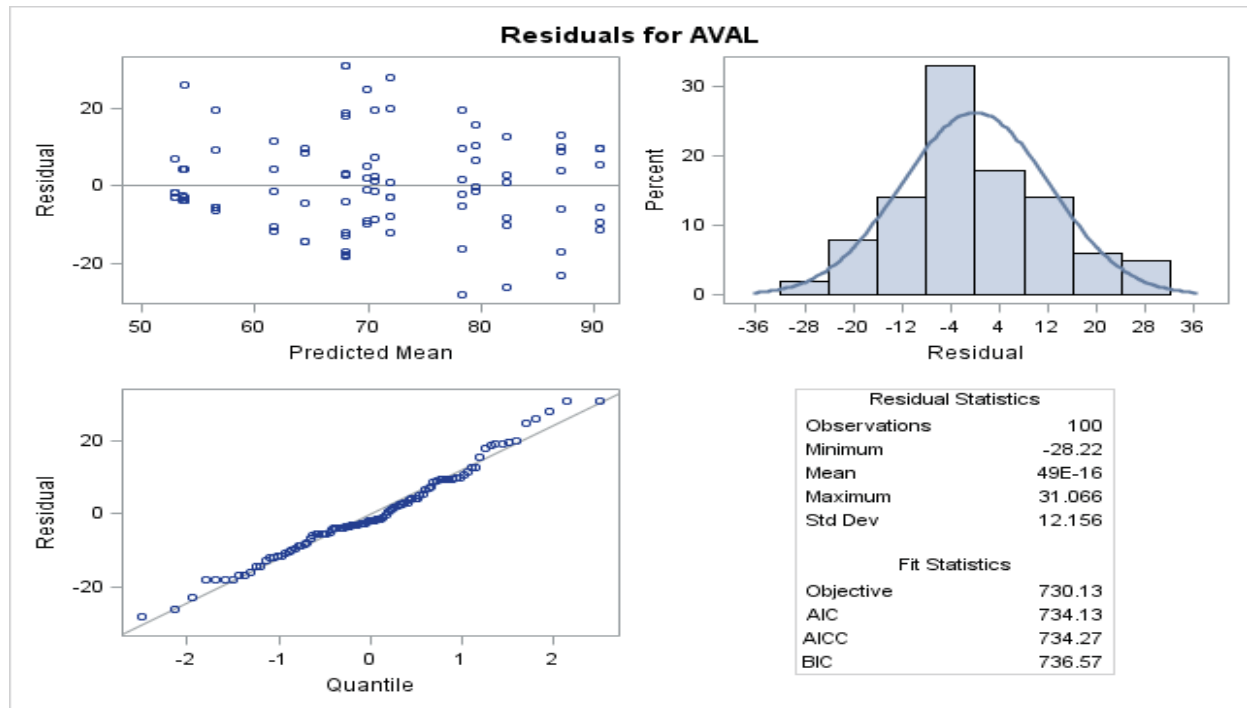 Residuals for AVAL
20
0
-20
Residual
50 60 70 80 90
Predicted Mean
30
20
10
0
Percent
-36 -28 -20 -12 -4 4 12 20 28 36
Residual
20
0
-20
Residual
-2 -1 0 1 2
Quantile
Residual Statistics
Observations 100
Minimum -28.22
Mean 49E-16
Maximum 31.066
Std Dev 12.156
Fit Statistics
Objective 730.13
AIC 734.13
AICC 734.27
BIC 736.57